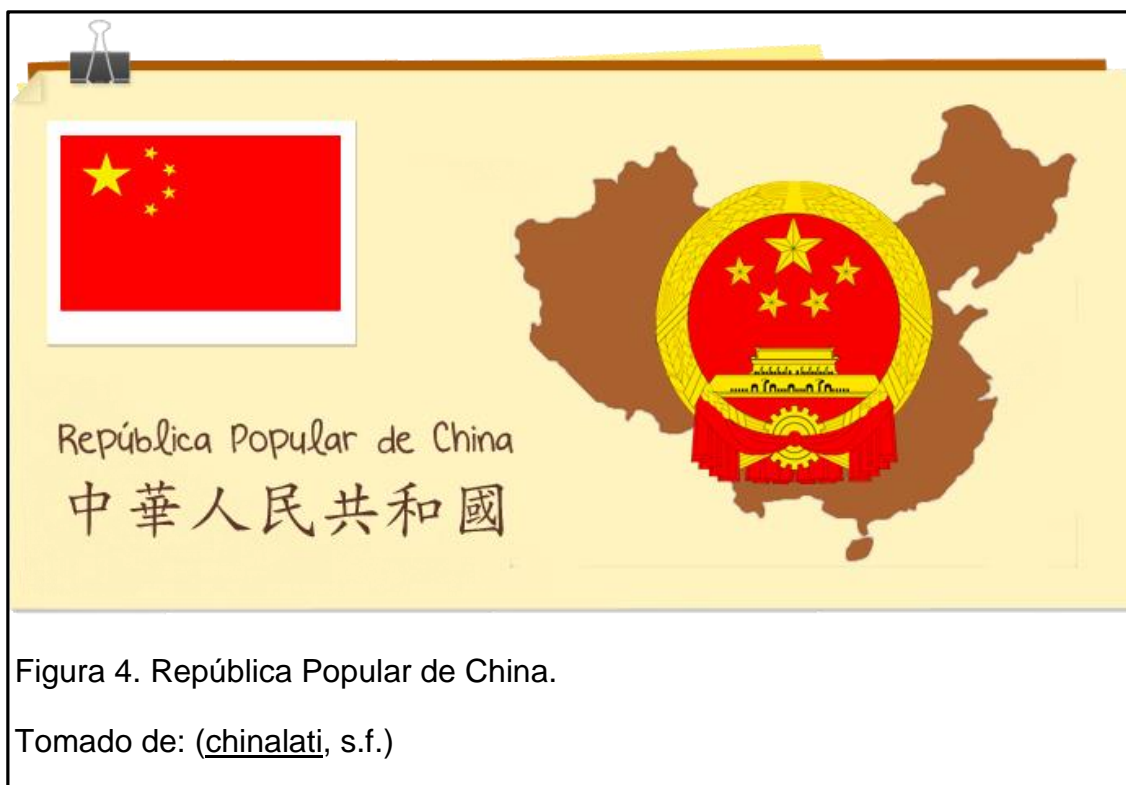 República Popular de China
中華人民共和國
Figura 4. República Popular de China.
Tomado de: (chinalati, s.f.)